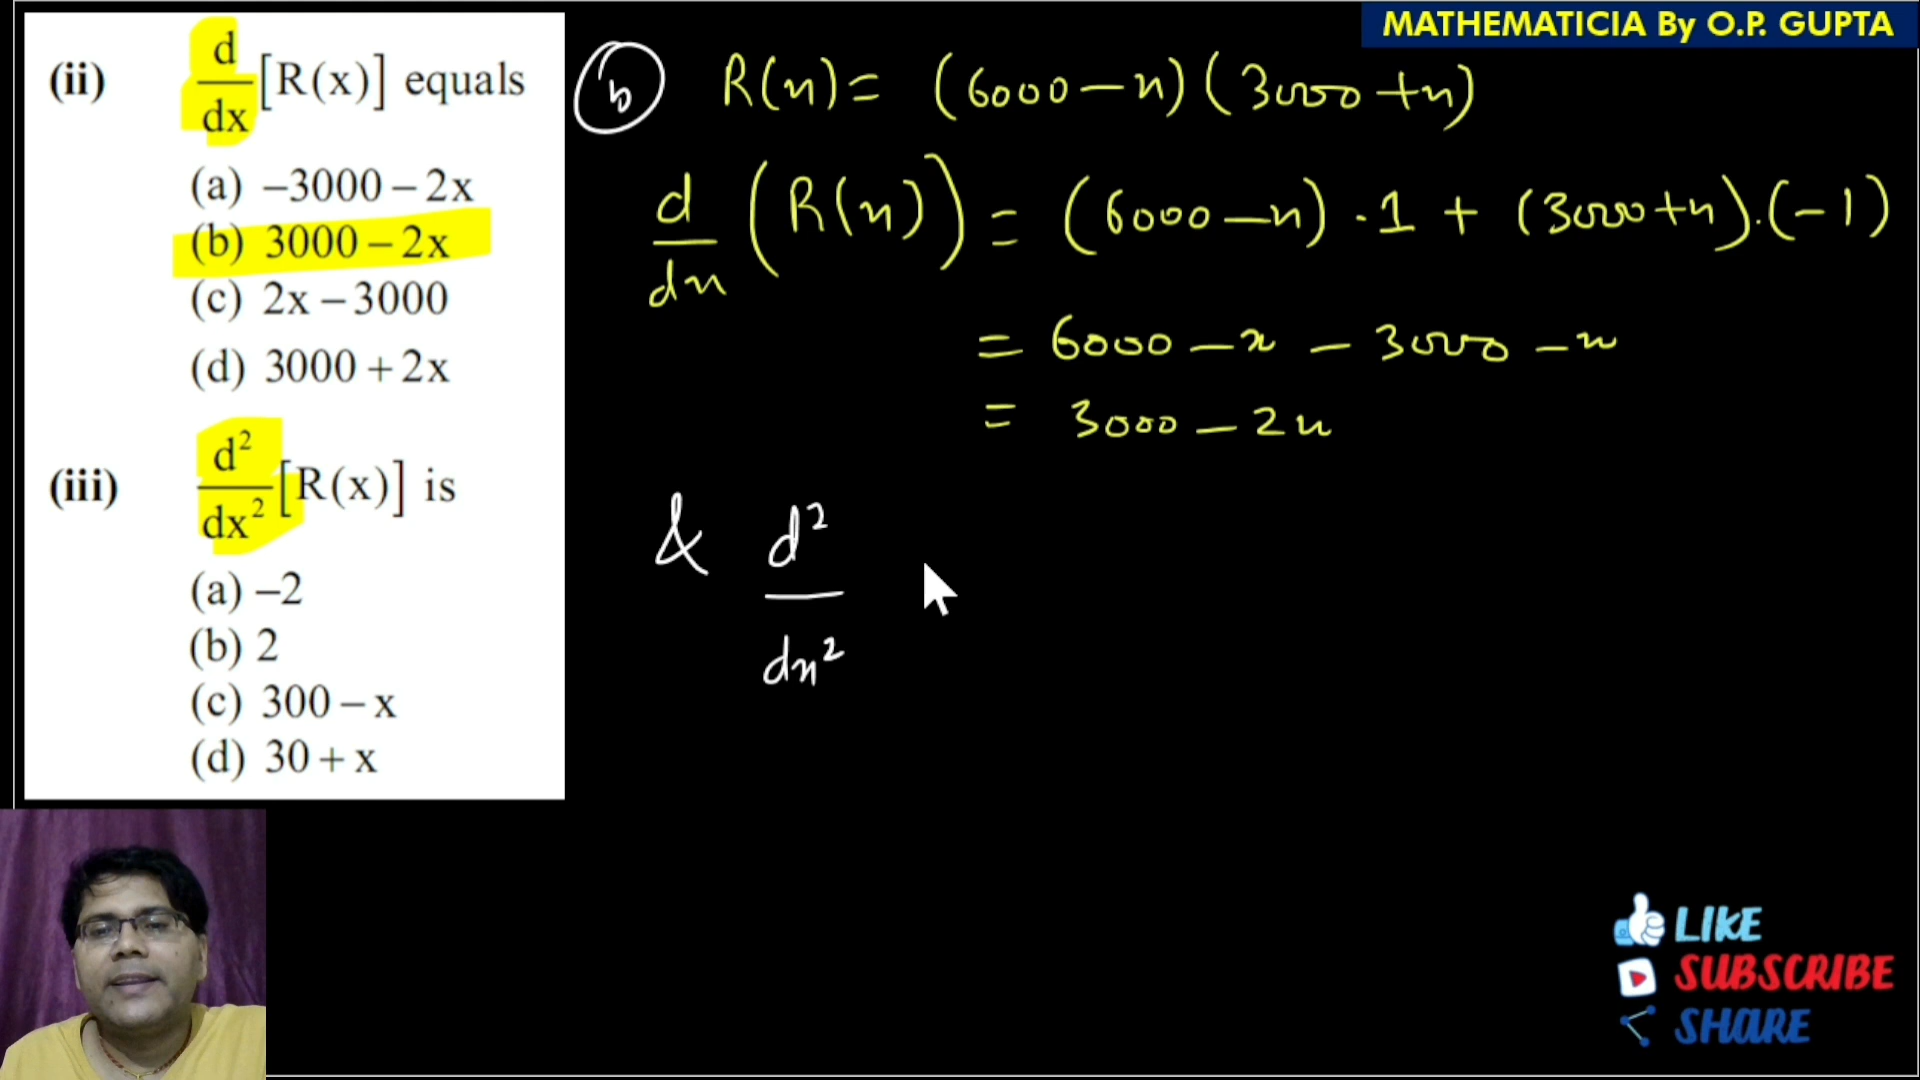 MATHEMATICIA By O.P. GUPTA
(ii) d/dx [R(x)] equals
(a) –3000 – 2x
(b) 3000 – 2x
(c) 2x – 3000
(d) 3000 + 2x
(iii) d²/dx² [R(x)] is
(a) –2
(b) 2
(c) 300 – x
(d) 30 + x
(b) R(x) = (6000 – x)(3000 + x)
d/dx (R(x)) = (6000 – x) · 1 + (3000 + x) · (–1)
= 6000 – x – 3000 – x
= 3000 – 2x
& d²/dx²
LIKE
SUBSCRIBE
SHARE